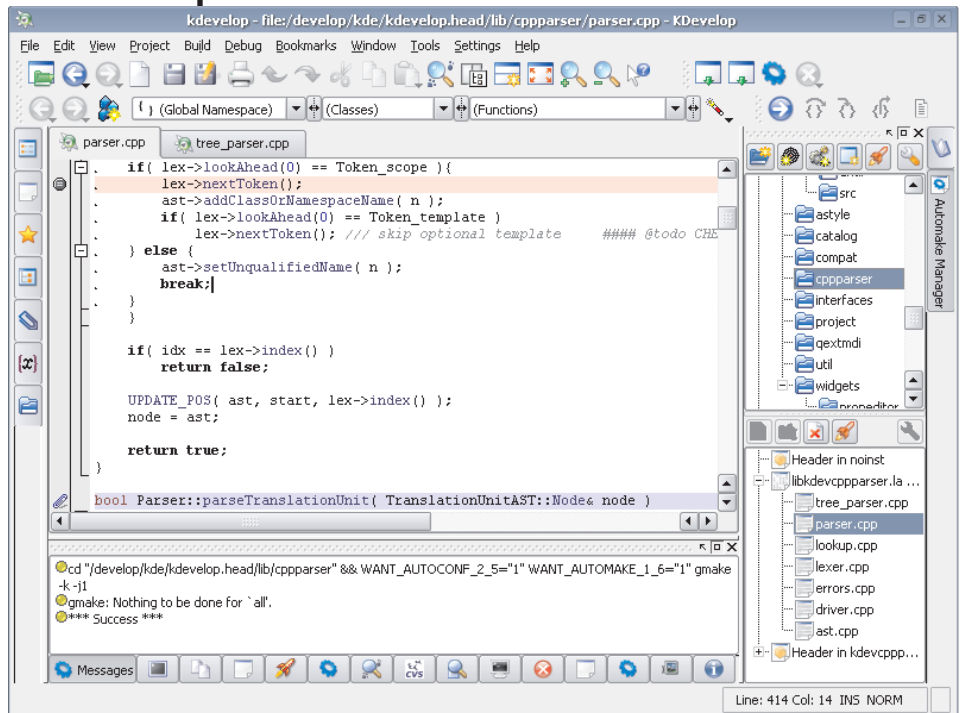 kdevelop - file:/develop/kde/kdevelop.head/lib/cppparser/parser.cpp - KDevelop
File Edit View Project Build Debug Bookmarks Window Tools Settings Help
{ } (Global Namespace) (Classes) (Functions)
parser.cpp tree_parser.cpp
if( lex->lookAhead(0) == Token_scope ){
lex->nextToken();
ast->addClassOrNamespaceName( n );
if( lex->lookAhead(0) == Token_template )
lex->nextToken(); /// skip optional template #### @todo CHE
} else {
ast->setUnqualifiedName( n );
break;
}
}
if( idx == lex->index() )
return false;
UPDATE_POS( ast, start, lex->index() );
node = ast;
return true;
}
bool Parser::parseTranslationUnit( TranslationUnitAST::Node& node )
{x}
src
astyle
catalog
compat
cppparser
interfaces
project
qextmdi
util
widgets
propeditor
Automake Manager
Header in noinst
libkdevcppparser.la ...
tree_parser.cpp
parser.cpp
lookup.cpp
lexer.cpp
errors.cpp
driver.cpp
ast.cpp
Header in kdevcppp...
cd "/develop/kde/kdevelop.head/lib/cppparser" && WANT_AUTOCONF_2_5="1" WANT_AUTOMAKE_1_6="1" gmake
-k -j1
gmake: Nothing to be done for `all'.
*** Success ***
Messages CVS
Line: 414 Col: 14 INS NORM